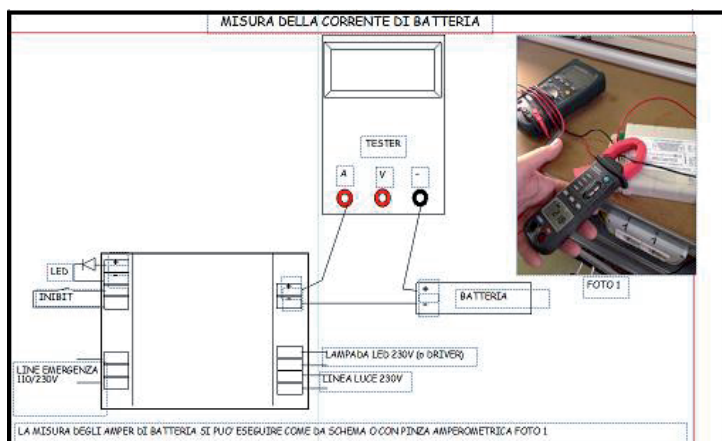 MISURA DELLA CORRENTE DI BATTERIA
TESTER
A V -
+
-
LED
INIBIT
+
-
+
-
BATTERIA
FOTO 1
LINE EMERGENZA
110/230V
LAMPADA LED 230V (o DRIVER)
LINEA LUCE 230V
LA MISURA DEGLI AMPER DI BATTERIA SI PUO' ESEGUIRE COME DA SCHEMA O CON PINZA AMPEROMETRICA FOTO 1